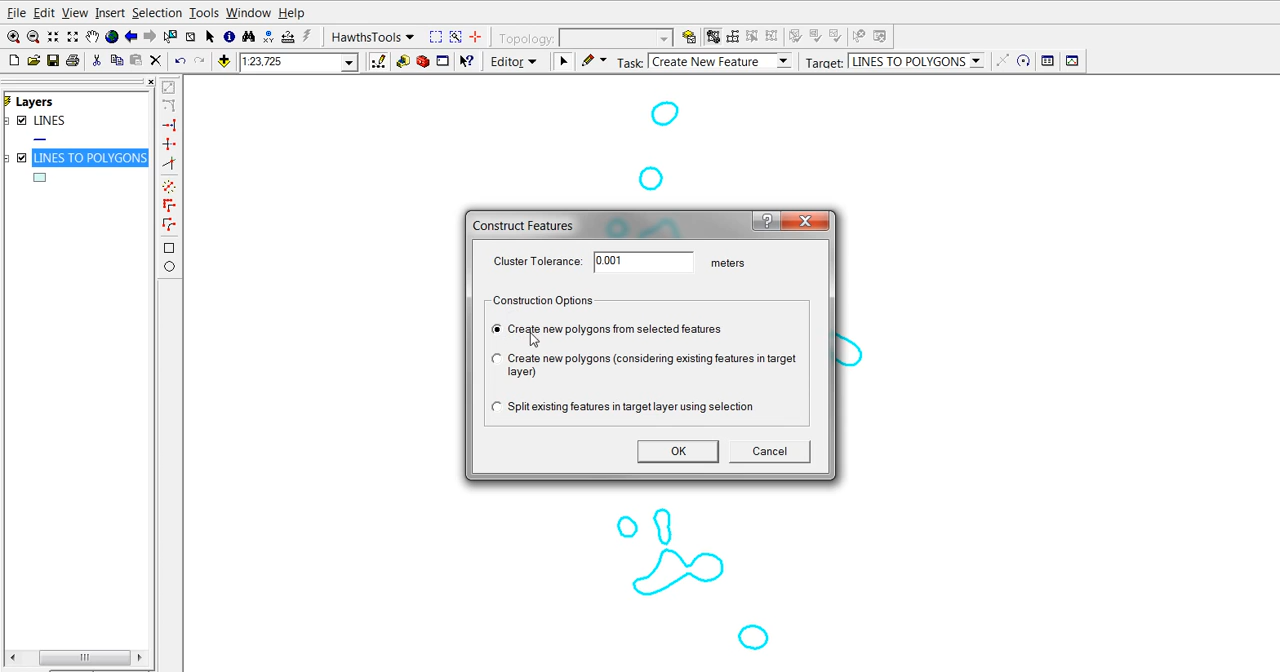 File Edit View Insert Selection Tools Window Help
HawthsTools Topology:
1:23,725 Editor Task: Create New Feature Target: LINES TO POLYGONS
Layers
LINES
LINES TO POLYGONS
Construct Features
Cluster Tolerance: 0.001 meters
Construction Options
Create new polygons from selected features
Create new polygons (considering existing features in target
layer)
Split existing features in target layer using selection
OK Cancel